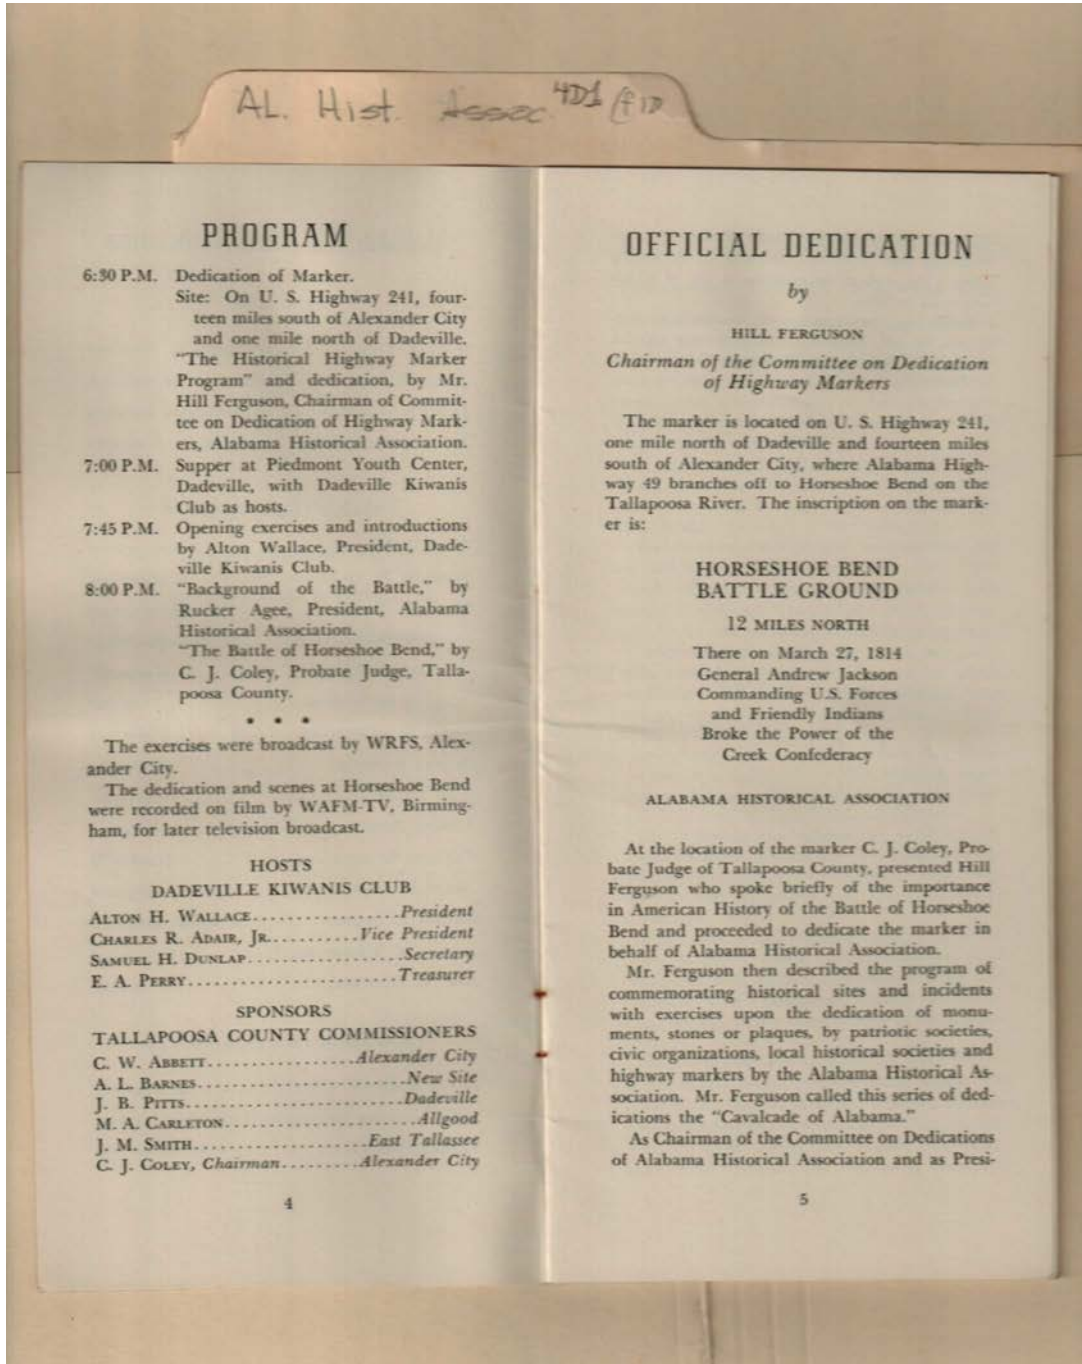 AL. Hist. Assoc. 4D1
PROGRAM
6:30 P.M. Dedication of Marker.
Site: On U. S. Highway 241, four-
teen miles south of Alexander City
and one mile north of Dadeville.
"The Historical Highway Marker
Program" and dedication, by Mr.
Hill Ferguson, Chairman of Commit-
tee on Dedication of Highway Mark-
ers, Alabama Historical Association.
7:00 P.M. Supper at Piedmont Youth Center,
Dadeville, with Dadeville Kiwanis
Club as hosts.
7:45 P.M. Opening exercises and introductions
by Alton Wallace, President, Dade-
ville Kiwanis Club.
8:00 P.M. "Background of the Battle," by
Rucker Agee, President, Alabama
Historical Association.
"The Battle of Horseshoe Bend," by
C. J. Coley, Probate Judge, Talla-
poosa County.
• • •
The exercises were broadcast by WRFS, Alex-
ander City.
The dedication and scenes at Horseshoe Bend
were recorded on film by WAFM-TV, Birming-
ham, for later television broadcast.
HOSTS
DADEVILLE KIWANIS CLUB
ALTON H. WALLACE.................President
CHARLES R. ADAIR, JR...........Vice President
SAMUEL H. DUNLAP..................Secretary
E. A. PERRY........................Treasurer
SPONSORS
TALLAPOOSA COUNTY COMMISSIONERS
C. W. ABBETT.................Alexander City
A. L. BARNES........................New Site
J. B. PITTS.........................Dadeville
M. A. CARLETON.......................Allgood
J. M. SMITH....................East Tallassee
C. J. COLEY, Chairman.........Alexander City
4
OFFICIAL DEDICATION
by
HILL FERGUSON
Chairman of the Committee on Dedication
of Highway Markers
The marker is located on U. S. Highway 241,
one mile north of Dadeville and fourteen miles
south of Alexander City, where Alabama High-
way 49 branches off to Horseshoe Bend on the
Tallapoosa River. The inscription on the mark-
er is:
HORSESHOE BEND
BATTLE GROUND
12 MILES NORTH
There on March 27, 1814
General Andrew Jackson
Commanding U.S. Forces
and Friendly Indians
Broke the Power of the
Creek Confederacy
ALABAMA HISTORICAL ASSOCIATION
At the location of the marker C. J. Coley, Pro-
bate Judge of Tallapoosa County, presented Hill
Ferguson who spoke briefly of the importance
in American History of the Battle of Horseshoe
Bend and proceeded to dedicate the marker in
behalf of Alabama Historical Association.
Mr. Ferguson then described the program of
commemorating historical sites and incidents
with exercises upon the dedication of monu-
ments, stones or plaques, by patriotic societies,
civic organizations, local historical societies and
highway markers by the Alabama Historical As-
sociation. Mr. Ferguson called this series of ded-
ications the "Cavalcade of Alabama."
As Chairman of the Committee on Dedications
of Alabama Historical Association and as Presi-
5